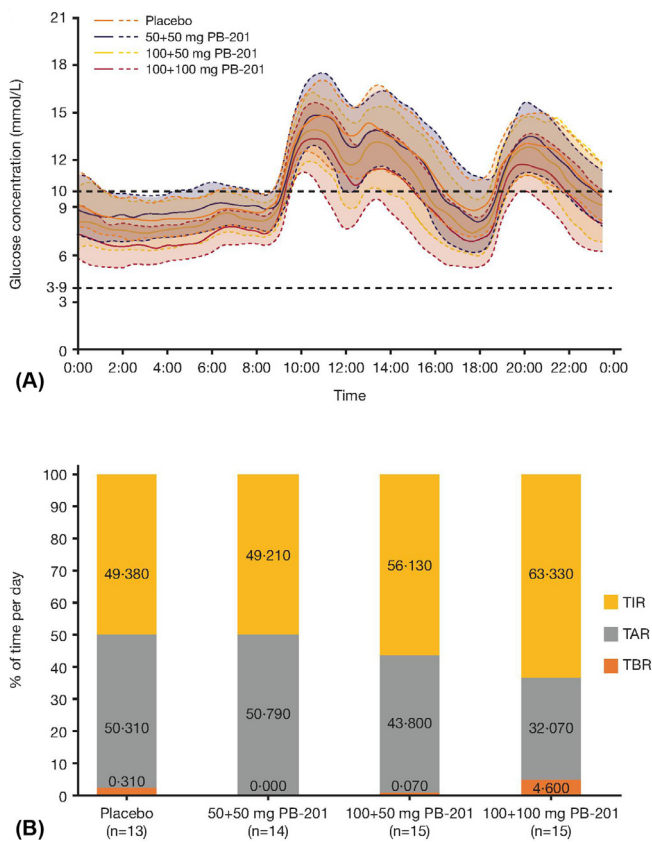 Placebo
50+50 mg PB-201
100+50 mg PB-201
100+100 mg PB-201
Glucose concentration (mmol/L)
21
18
15
12
10
9
6
3·9
3
0
0:00 2:00 4:00 6:00 8:00 10:00 12:00 14:00 16:00 18:00 20:00 22:00 0:00
Time
(A)
% of time per day
100
90
80
70
60
50
40
30
20
10
0
49·380 49·210 56·130 63·330
50·310 50·790 43·800 32·070
0·310 0·000 0·070 4·600
TIR
TAR
TBR
Placebo 50+50 mg PB-201 100+50 mg PB-201 100+100 mg PB-201
(n=13) (n=14) (n=15) (n=15)
(B)